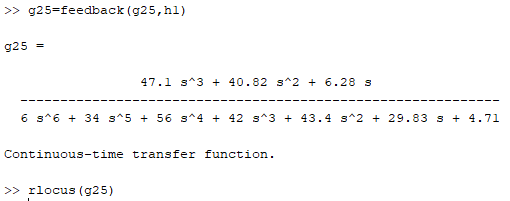 >> g25=feedback(g25,h1)
g25 =
47.1 s^3 + 40.82 s^2 + 6.28 s
-----------------------------------------------------------
6 s^6 + 34 s^5 + 56 s^4 + 42 s^3 + 43.4 s^2 + 29.83 s + 4.71
Continuous-time transfer function.
>> rlocus(g25)